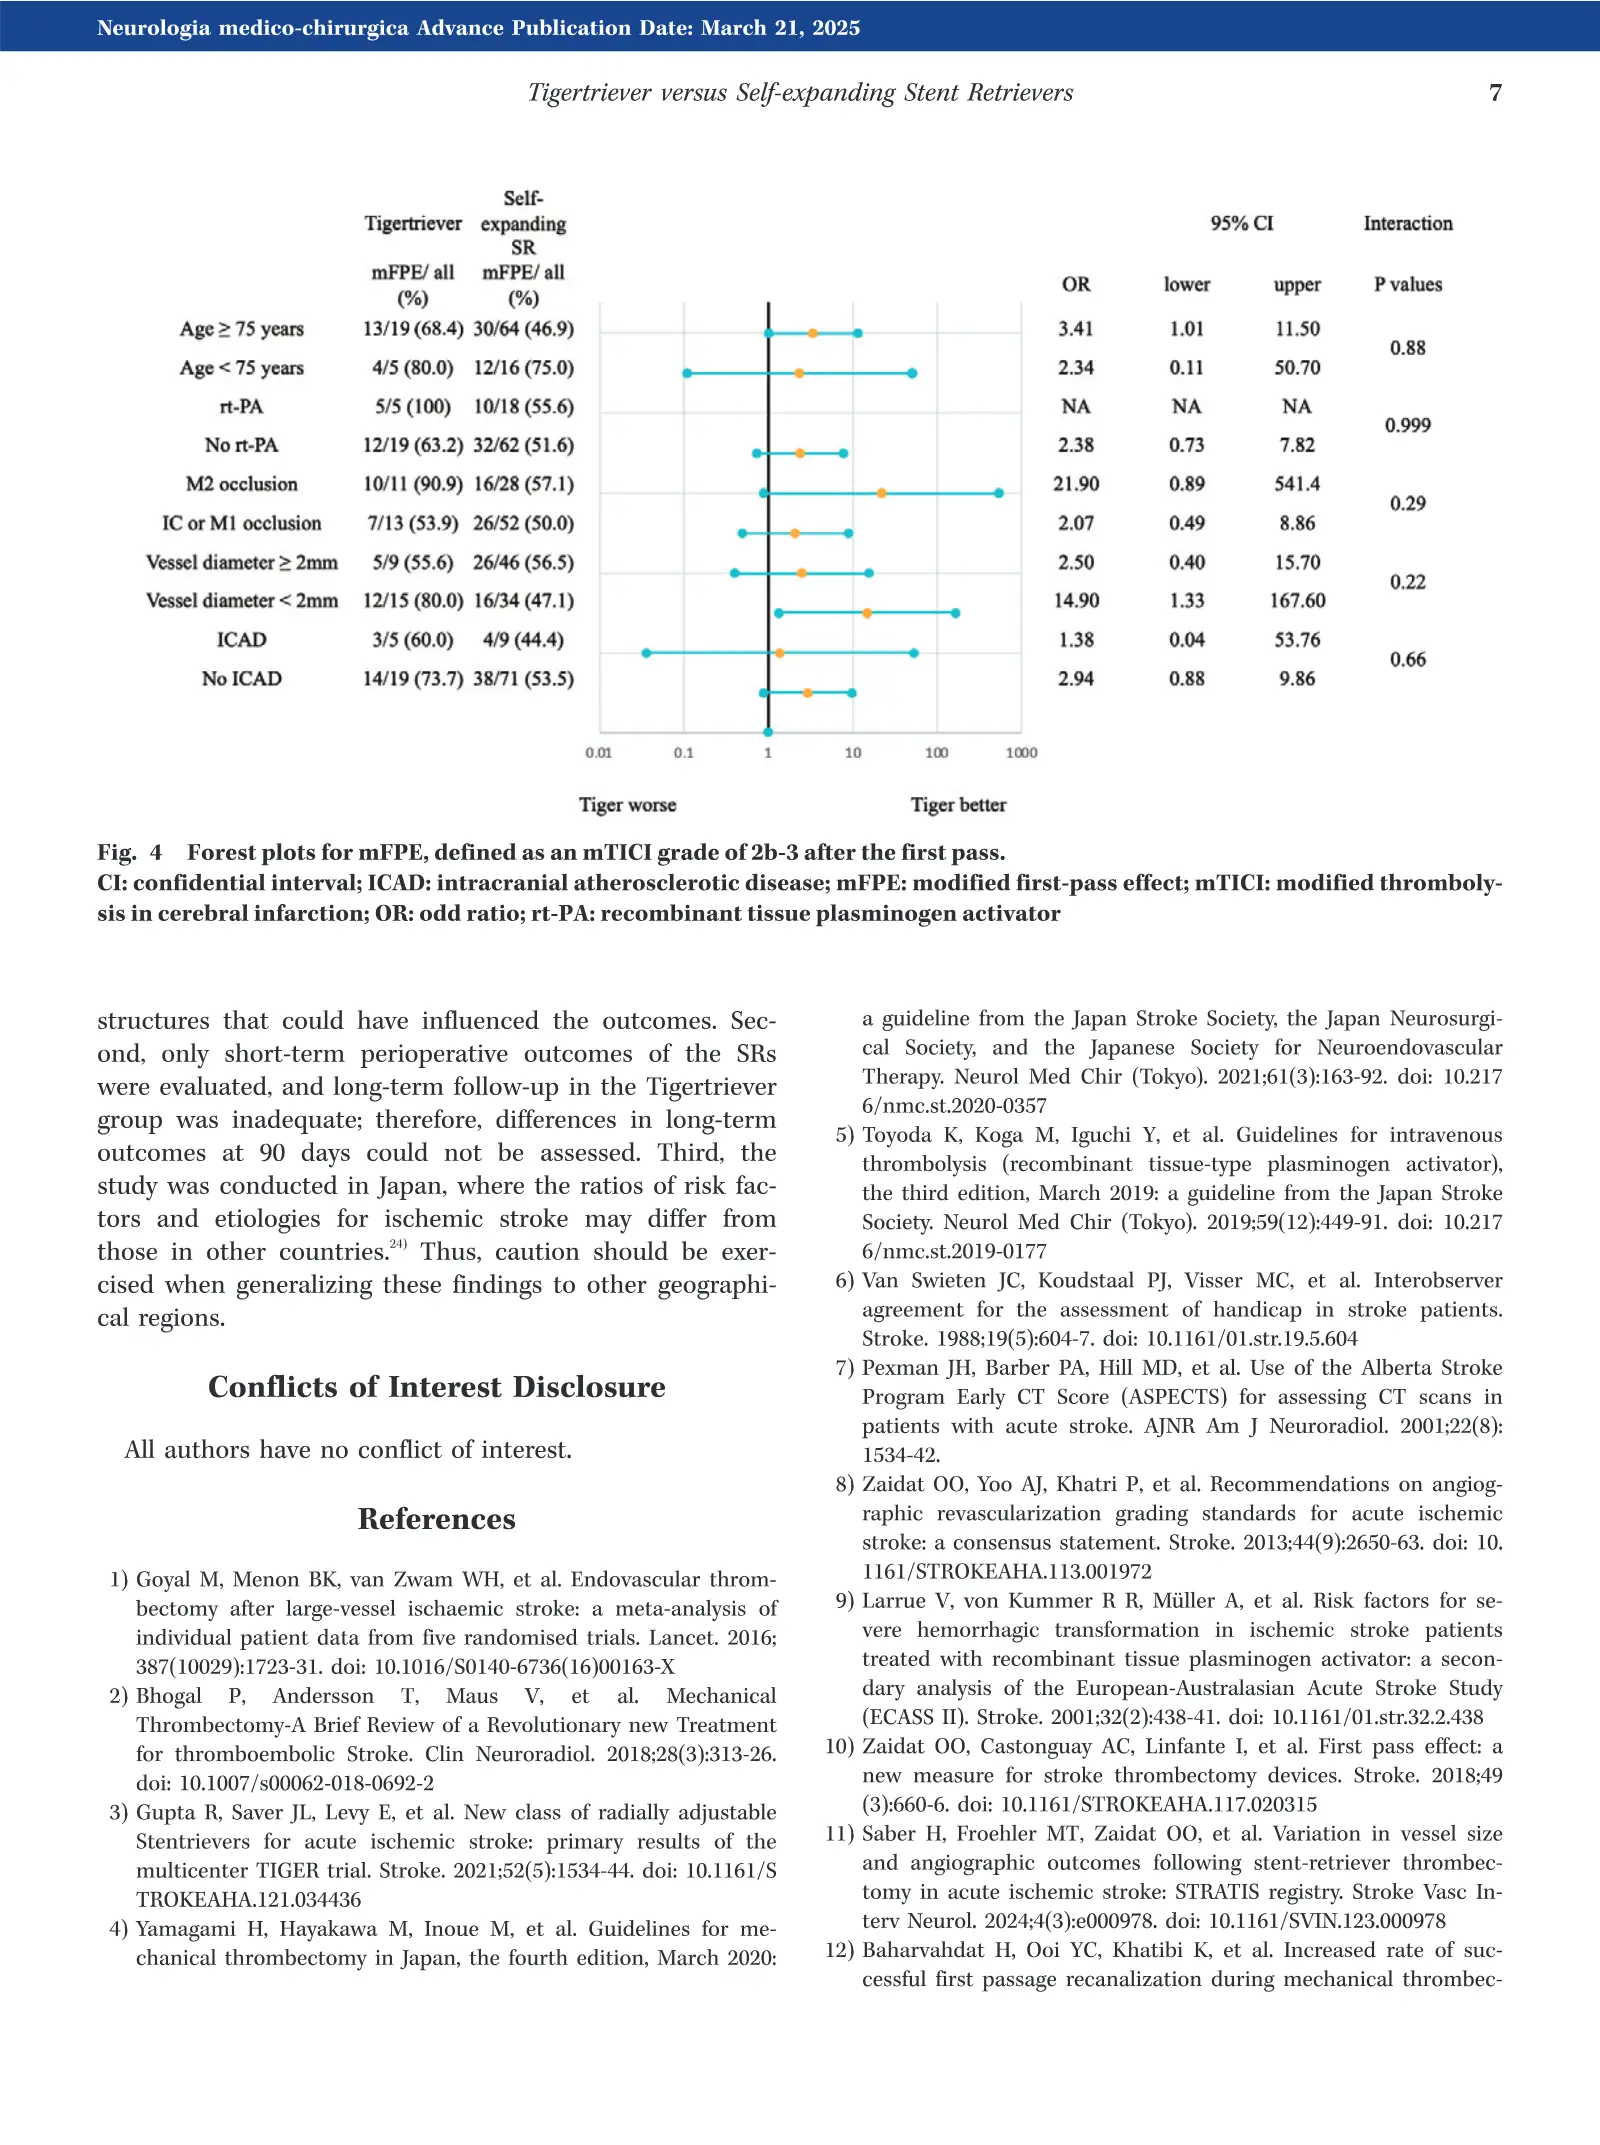 Neurologia medico-chirurgica Advance Publication Date: March 21, 2025
Tigertriever versus Self-expanding Stent Retrievers 7
Self-
Tigertriever expanding 95% CI Interaction
SR
mFPE/ all mFPE/ all OR lower upper P values
(%) (%)
Age ≥ 75 years 13/19 (68.4) 30/64 (46.9) 3.41 1.01 11.50
0.88
Age < 75 years 4/5 (80.0) 12/16 (75.0) 2.34 0.11 50.70
rt-PA 5/5 (100) 10/18 (55.6) NA NA NA
0.999
No rt-PA 12/19 (63.2) 32/62 (51.6) 2.38 0.73 7.82
M2 occlusion 10/11 (90.9) 16/28 (57.1) 21.90 0.89 541.4
0.29
IC or M1 occlusion 7/13 (53.9) 26/52 (50.0) 2.07 0.49 8.86
Vessel diameter ≥ 2mm 5/9 (55.6) 26/46 (56.5) 2.50 0.40 15.70
0.22
Vessel diameter < 2mm 12/15 (80.0) 16/34 (47.1) 14.90 1.33 167.60
ICAD 3/5 (60.0) 4/9 (44.4) 1.38 0.04 53.76
0.66
No ICAD 14/19 (73.7) 38/71 (53.5) 2.94 0.88 9.86
0.01 0.1 1 10 100 1000
Tiger worse Tiger better
Fig. 4 Forest plots for mFPE, defined as an mTICI grade of 2b-3 after the first pass.
CI: confidential interval; ICAD: intracranial atherosclerotic disease; mFPE: modified first-pass effect; mTICI: modified thromboly-
sis in cerebral infarction; OR: odd ratio; rt-PA: recombinant tissue plasminogen activator
structures that could have influenced the outcomes. Sec-
ond, only short-term perioperative outcomes of the SRs
were evaluated, and long-term follow-up in the Tigertriever
group was inadequate; therefore, differences in long-term
outcomes at 90 days could not be assessed. Third, the
study was conducted in Japan, where the ratios of risk fac-
tors and etiologies for ischemic stroke may differ from
those in other countries.24) Thus, caution should be exer-
cised when generalizing these findings to other geographi-
cal regions.
Conflicts of Interest Disclosure
All authors have no conflict of interest.
References
1) Goyal M, Menon BK, van Zwam WH, et al. Endovascular throm-
bectomy after large-vessel ischaemic stroke: a meta-analysis of
individual patient data from five randomised trials. Lancet. 2016;
387(10029):1723-31. doi: 10.1016/S0140-6736(16)00163-X
2) Bhogal P, Andersson T, Maus V, et al. Mechanical
Thrombectomy-A Brief Review of a Revolutionary new Treatment
for thromboembolic Stroke. Clin Neuroradiol. 2018;28(3):313-26.
doi: 10.1007/s00062-018-0692-2
3) Gupta R, Saver JL, Levy E, et al. New class of radially adjustable
Stentrievers for acute ischemic stroke: primary results of the
multicenter TIGER trial. Stroke. 2021;52(5):1534-44. doi: 10.1161/S
TROKEAHA.121.034436
4) Yamagami H, Hayakawa M, Inoue M, et al. Guidelines for me-
chanical thrombectomy in Japan, the fourth edition, March 2020:
a guideline from the Japan Stroke Society, the Japan Neurosurgi-
cal Society, and the Japanese Society for Neuroendovascular
Therapy. Neurol Med Chir (Tokyo). 2021;61(3):163-92. doi: 10.217
6/nmc.st.2020-0357
5) Toyoda K, Koga M, Iguchi Y, et al. Guidelines for intravenous
thrombolysis (recombinant tissue-type plasminogen activator),
the third edition, March 2019: a guideline from the Japan Stroke
Society. Neurol Med Chir (Tokyo). 2019;59(12):449-91. doi: 10.217
6/nmc.st.2019-0177
6) Van Swieten JC, Koudstaal PJ, Visser MC, et al. Interobserver
agreement for the assessment of handicap in stroke patients.
Stroke. 1988;19(5):604-7. doi: 10.1161/01.str.19.5.604
7) Pexman JH, Barber PA, Hill MD, et al. Use of the Alberta Stroke
Program Early CT Score (ASPECTS) for assessing CT scans in
patients with acute stroke. AJNR Am J Neuroradiol. 2001;22(8):
1534-42.
8) Zaidat OO, Yoo AJ, Khatri P, et al. Recommendations on angiog-
raphic revascularization grading standards for acute ischemic
stroke: a consensus statement. Stroke. 2013;44(9):2650-63. doi: 10.
1161/STROKEAHA.113.001972
9) Larrue V, von Kummer R R, Müller A, et al. Risk factors for se-
vere hemorrhagic transformation in ischemic stroke patients
treated with recombinant tissue plasminogen activator: a secon-
dary analysis of the European-Australasian Acute Stroke Study
(ECASS II). Stroke. 2001;32(2):438-41. doi: 10.1161/01.str.32.2.438
10) Zaidat OO, Castonguay AC, Linfante I, et al. First pass effect: a
new measure for stroke thrombectomy devices. Stroke. 2018;49
(3):660-6. doi: 10.1161/STROKEAHA.117.020315
11) Saber H, Froehler MT, Zaidat OO, et al. Variation in vessel size
and angiographic outcomes following stent-retriever thrombec-
tomy in acute ischemic stroke: STRATIS registry. Stroke Vasc In-
terv Neurol. 2024;4(3):e000978. doi: 10.1161/SVIN.123.000978
12) Baharvahdat H, Ooi YC, Khatibi K, et al. Increased rate of suc-
cessful first passage recanalization during mechanical thrombec-